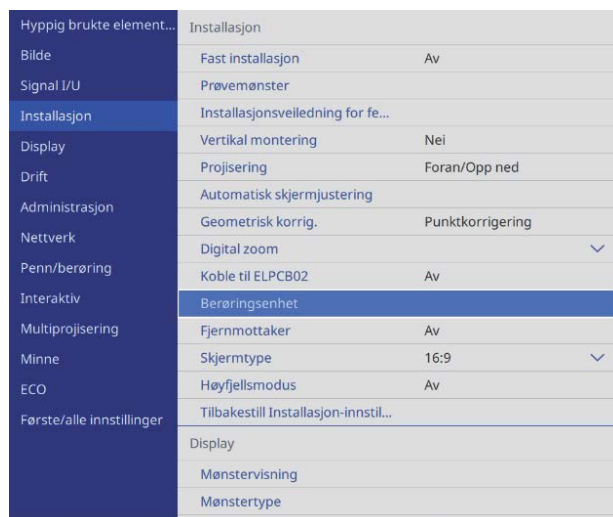 Hyppig brukte element...
Bilde
Signal I/U
Installasjon
Display
Drift
Administrasjon
Nettverk
Penn/berøring
Interaktiv
Multiprojisering
Minne
ECO
Første/alle innstillinger
Installasjon
Fast installasjon Av
Prøvemønster
Installasjonsveiledning for fe...
Vertikal montering Nei
Projisering Foran/Opp ned
Automatisk skjermjustering
Geometrisk korrig. Punktkorrigering
Digital zoom
Koble til ELPCB02 Av
Berøringsenhet
Fjernmottaker Av
Skjermtype 16:9
Høyfjellsmodus Av
Tilbakestill Installasjon-innstil...
Display
Mønstervisning
Mønstertype